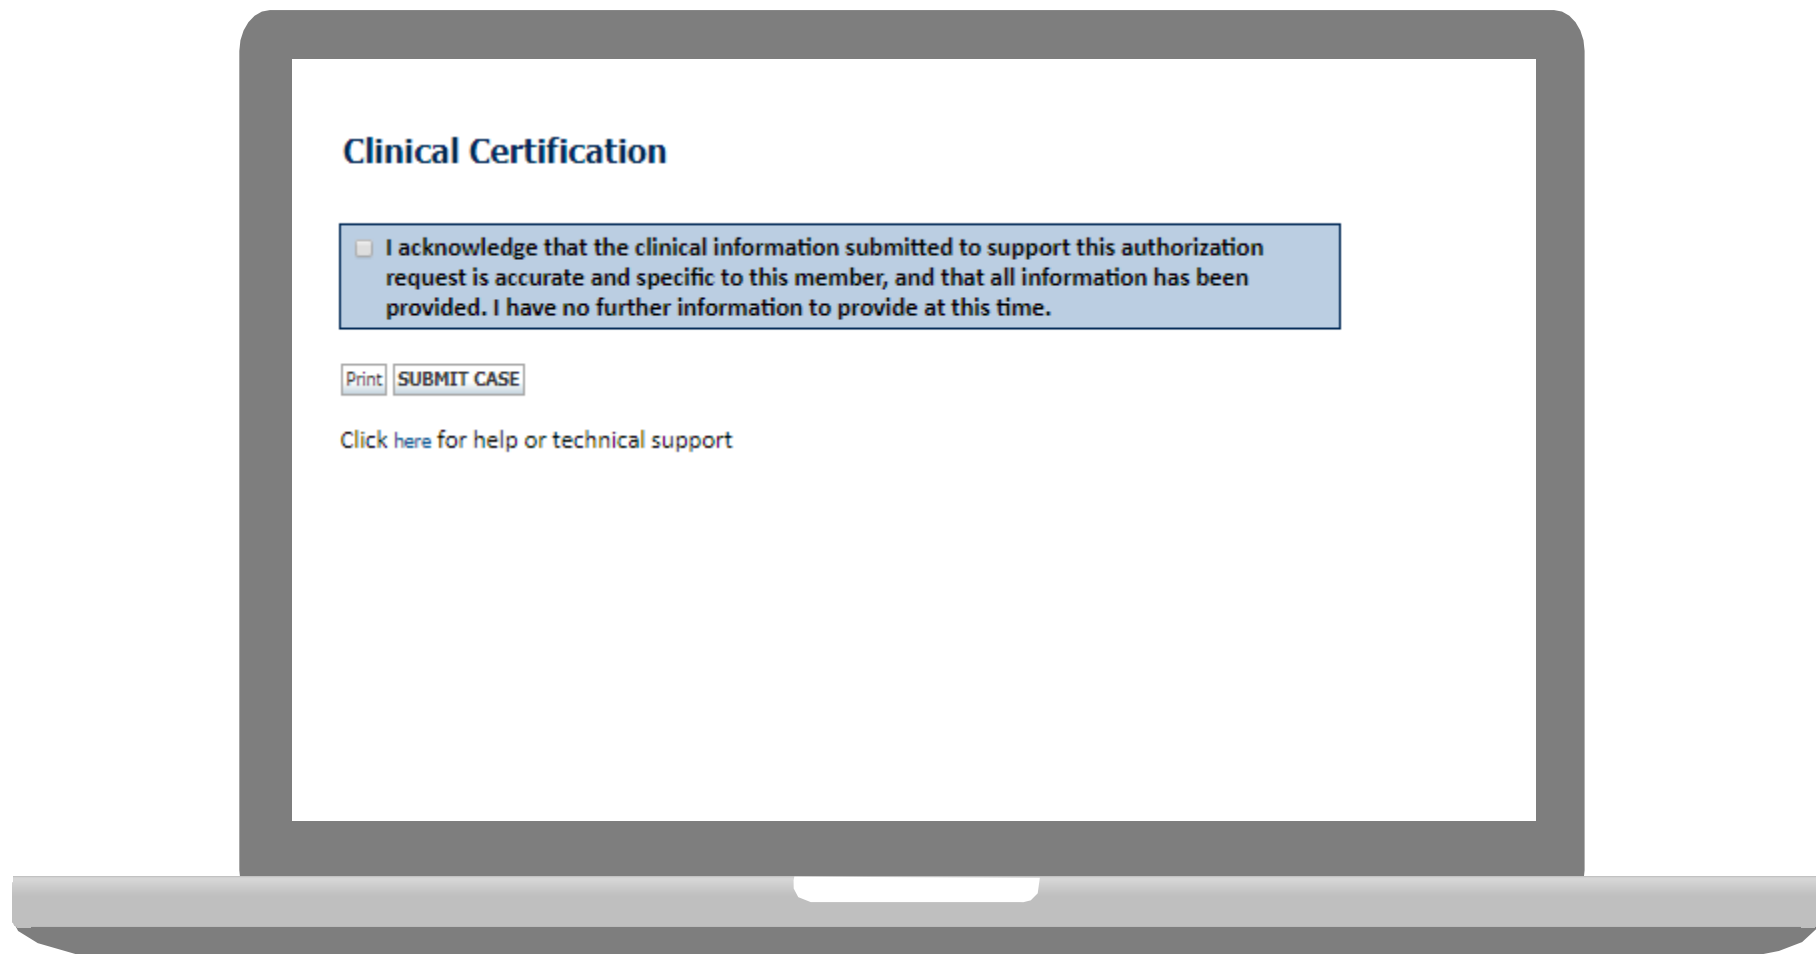 Clinical Certification
I acknowledge that the clinical information submitted to support this authorization
request is accurate and specific to this member, and that all information has been
provided. I have no further information to provide at this time.
Print SUBMIT CASE
Click here for help or technical support